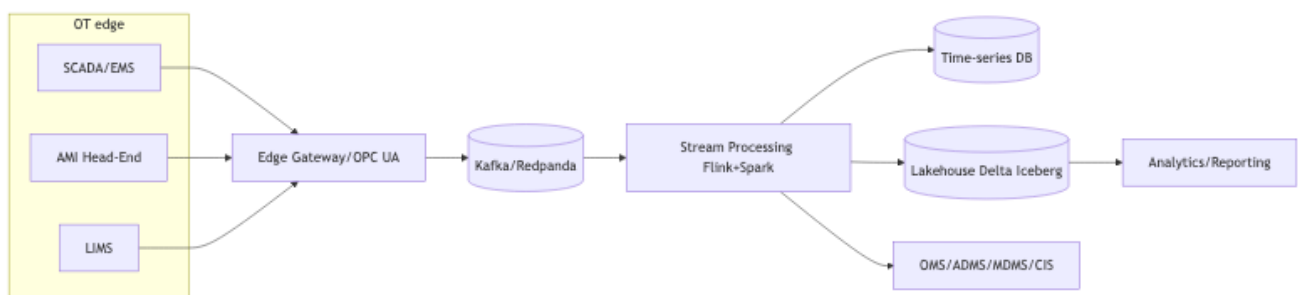 OT edge
SCADA/EMS
AMI Head-End
LIMS
Edge Gateway/OPC UA
Kafka/Redpanda
Stream Processing
Flink+Spark
Time-series DB
Lakehouse Delta Iceberg
OMS/ADMS/MDMS/CIS
Analytics/Reporting